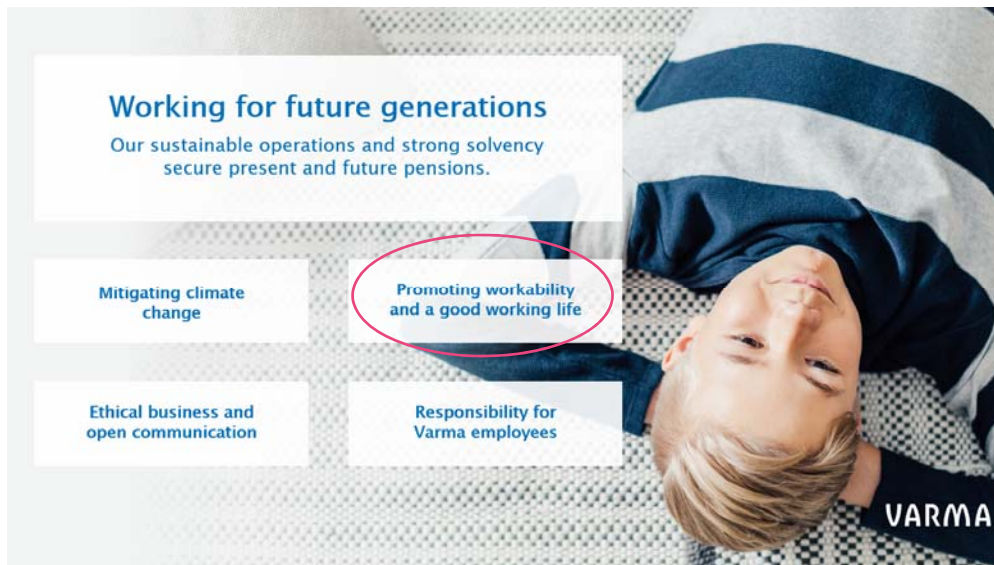 Working for future generations
Our sustainable operations and strong solvency
secure present and future pensions.
Mitigating climate
change
Promoting workability
and a good working life
Ethical business and
open communication
Responsibility for
Varma employees
VARMA